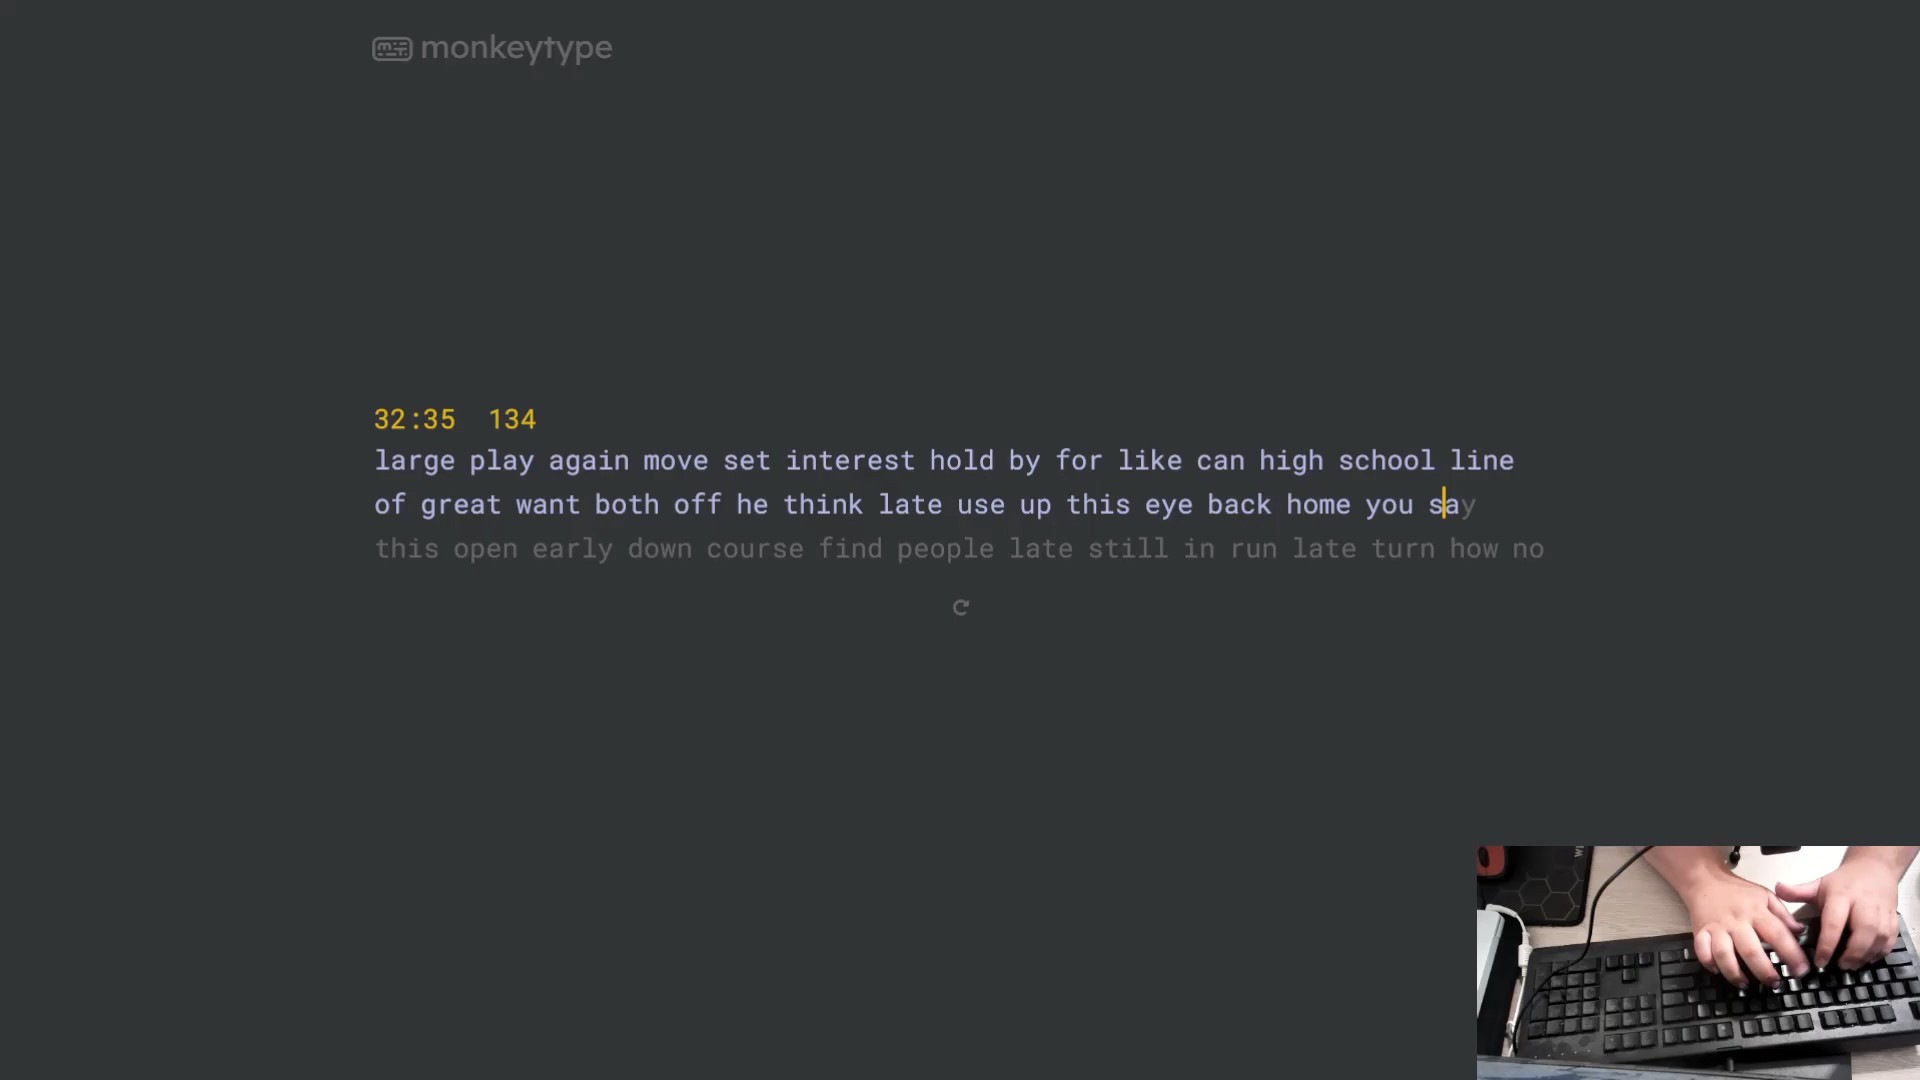 monkeytype
32:35 134
large play again move set interest hold by for like can high school line
of great want both off he think late use up this eye back home you say
this open early down course find people late still in run late turn how no